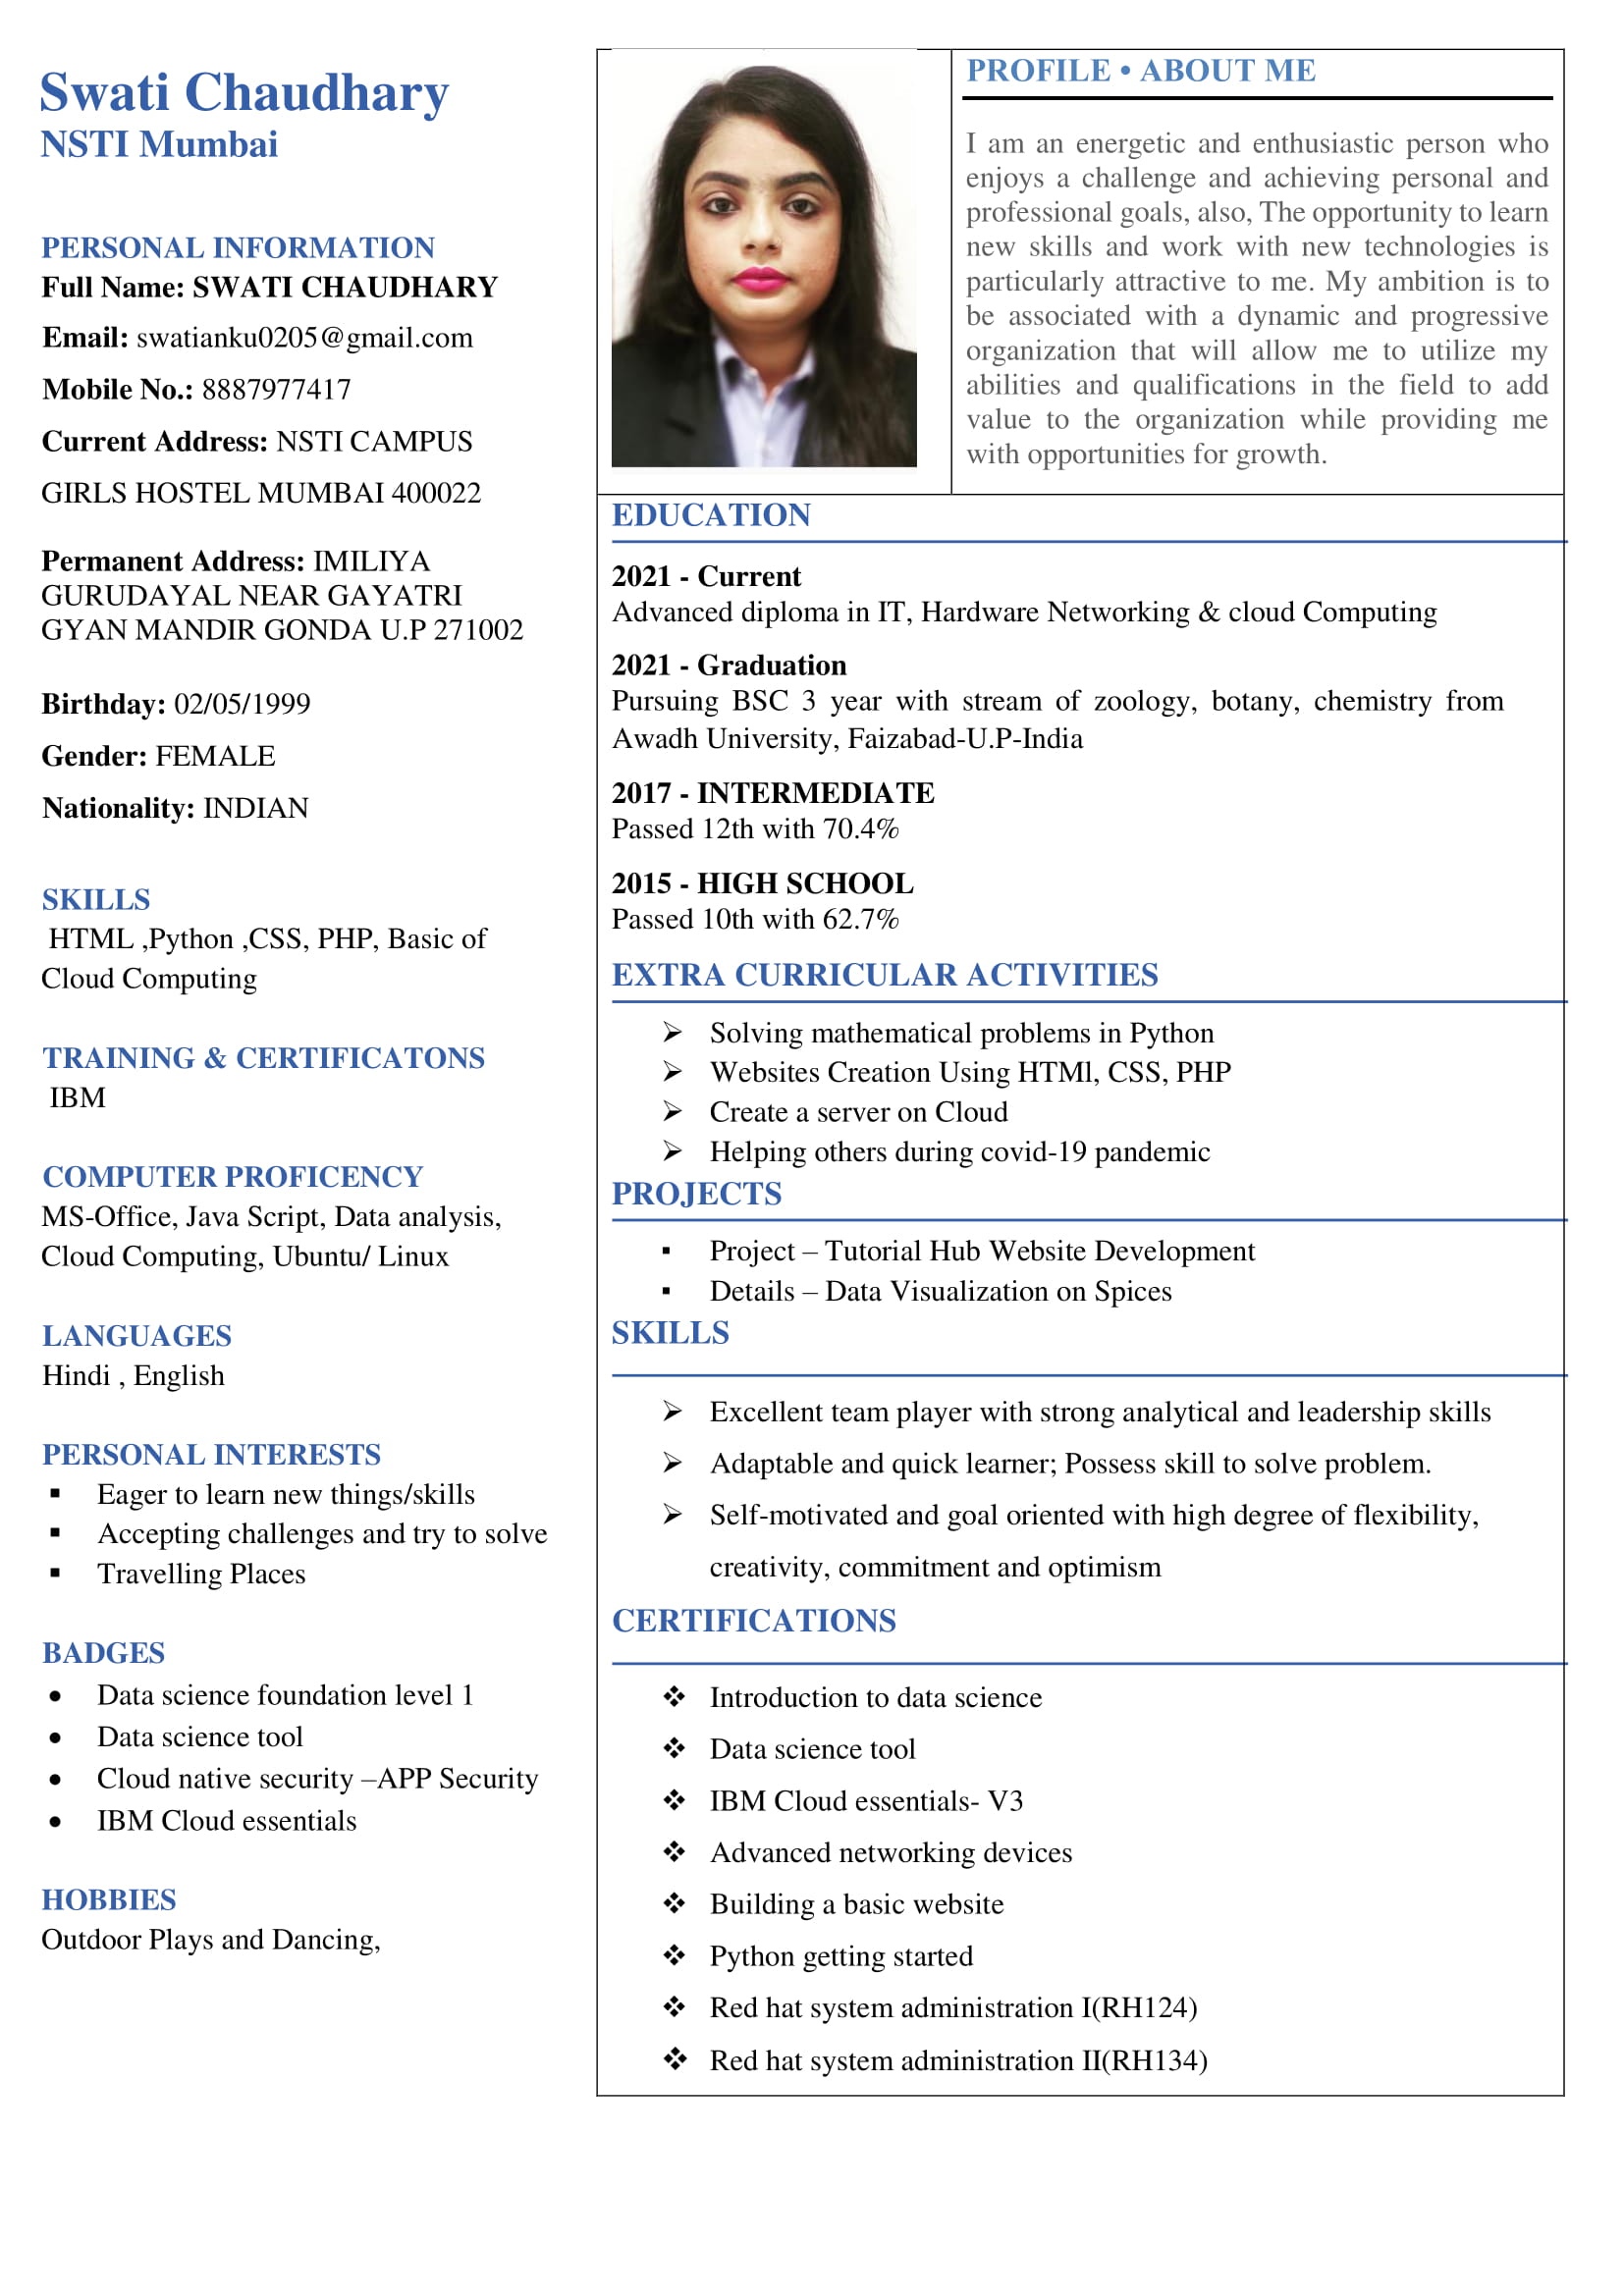 Swati Chaudhary
NSTI Mumbai
PERSONAL INFORMATION
Full Name: SWATI CHAUDHARY
Email: swatianku0205@gmail.com
Mobile No.: 8887977417
Current Address: NSTI CAMPUS
GIRLS HOSTEL MUMBAI 400022
Permanent Address: IMILIYA
GURUDAYAL NEAR GAYATRI
GYAN MANDIR GONDA U.P 271002
Birthday: 02/05/1999
Gender: FEMALE
Nationality: INDIAN
SKILLS
HTML ,Python ,CSS, PHP, Basic of
Cloud Computing
TRAINING & CERTIFICATONS
IBM
COMPUTER PROFICENCY
MS-Office, Java Script, Data analysis,
Cloud Computing, Ubuntu/ Linux
LANGUAGES
Hindi , English
PERSONAL INTERESTS
▪ Eager to learn new things/skills
▪ Accepting challenges and try to solve
▪ Travelling Places
BADGES
• Data science foundation level 1
• Data science tool
• Cloud native security –APP Security
• IBM Cloud essentials
HOBBIES
Outdoor Plays and Dancing,
PROFILE • ABOUT ME
I am an energetic and enthusiastic person who
enjoys a challenge and achieving personal and
professional goals, also, The opportunity to learn
new skills and work with new technologies is
particularly attractive to me. My ambition is to
be associated with a dynamic and progressive
organization that will allow me to utilize my
abilities and qualifications in the field to add
value to the organization while providing me
with opportunities for growth.
EDUCATION
2021 - Current
Advanced diploma in IT, Hardware Networking & cloud Computing
2021 - Graduation
Pursuing BSC 3 year with stream of zoology, botany, chemistry from
Awadh University, Faizabad-U.P-India
2017 - INTERMEDIATE
Passed 12th with 70.4%
2015 - HIGH SCHOOL
Passed 10th with 62.7%
EXTRA CURRICULAR ACTIVITIES
➢ Solving mathematical problems in Python
➢ Websites Creation Using HTMl, CSS, PHP
➢ Create a server on Cloud
➢ Helping others during covid-19 pandemic
PROJECTS
▪ Project – Tutorial Hub Website Development
▪ Details – Data Visualization on Spices
SKILLS
➢ Excellent team player with strong analytical and leadership skills
➢ Adaptable and quick learner; Possess skill to solve problem.
➢ Self-motivated and goal oriented with high degree of flexibility,
creativity, commitment and optimism
CERTIFICATIONS
❖ Introduction to data science
❖ Data science tool
❖ IBM Cloud essentials- V3
❖ Advanced networking devices
❖ Building a basic website
❖ Python getting started
❖ Red hat system administration I(RH124)
❖ Red hat system administration II(RH134)